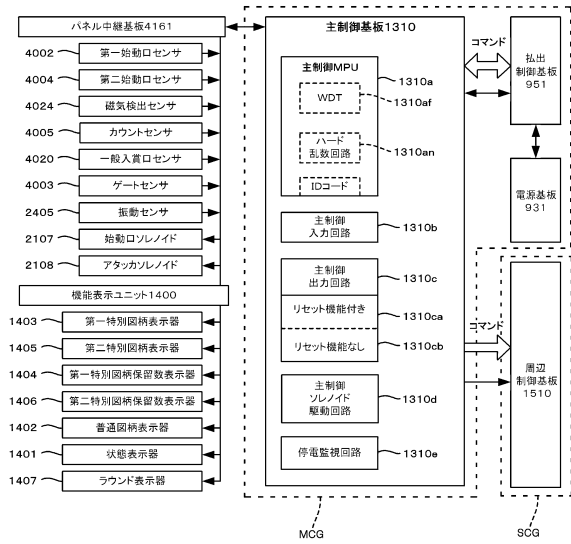 パネル中継基板4161
4002 第一始動口センサ
4004 第二始動口センサ
4024 磁気検出センサ
4005 カウントセンサ
4020 一般入賞口センサ
4003 ゲートセンサ
2405 振動センサ
2107 始動口ソレノイド
2108 アタッカソレノイド
機能表示ユニット1400
1403 第一特別図柄表示器
1405 第二特別図柄表示器
1404 第一特別図柄保留数表示器
1406 第二特別図柄保留数表示器
1402 普通図柄表示器
1401 状態表示器
1407 ラウンド表示器
主制御基板1310
主制御MPU
1310a
WDT
1310af
ハード
乱数回路
1310an
IDコード
主制御
入力回路
1310b
主制御
出力回路
1310c
リセット機能付き
1310ca
リセット機能なし
1310cb
主制御
ソレノイド
駆動回路
1310d
停電監視回路
1310e
コマンド
払出
制御基板
951
電源基板
931
コマンド
周辺
制御基板
1510
MCG
SCG